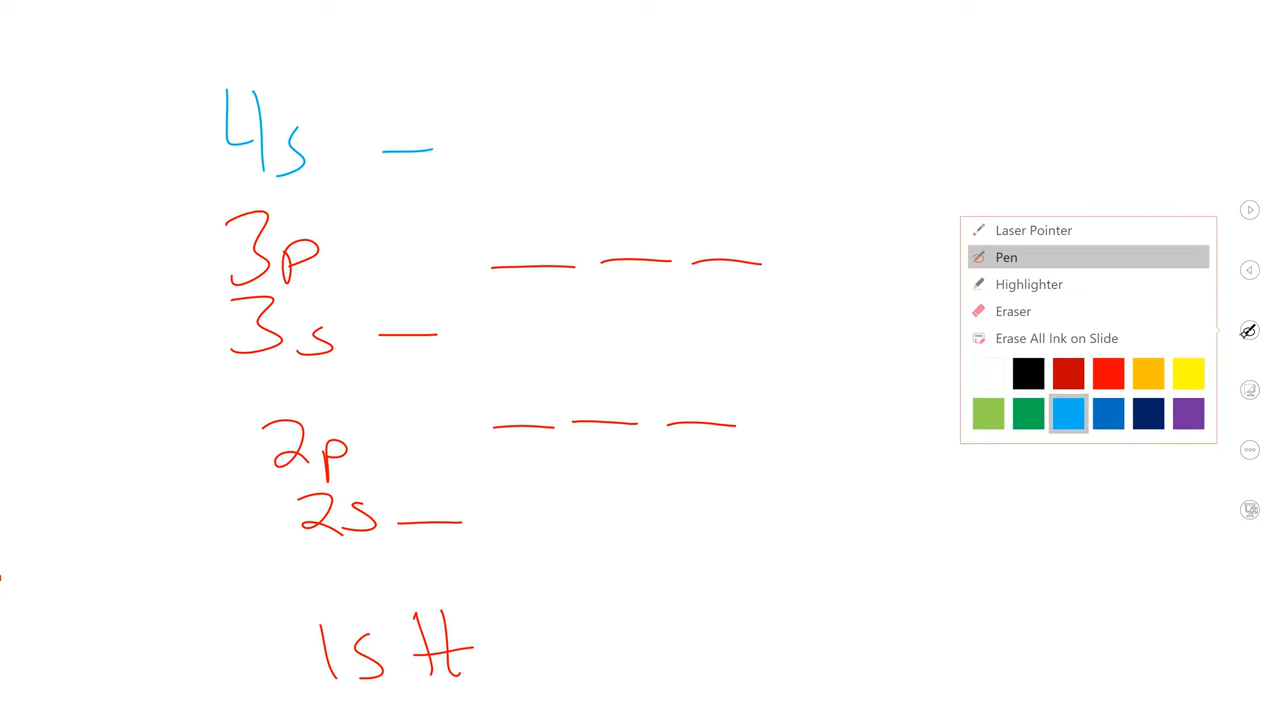 4s
3p
3s
2p
2s
1s
Laser Pointer
Pen
Highlighter
Eraser
Erase All Ink on Slide